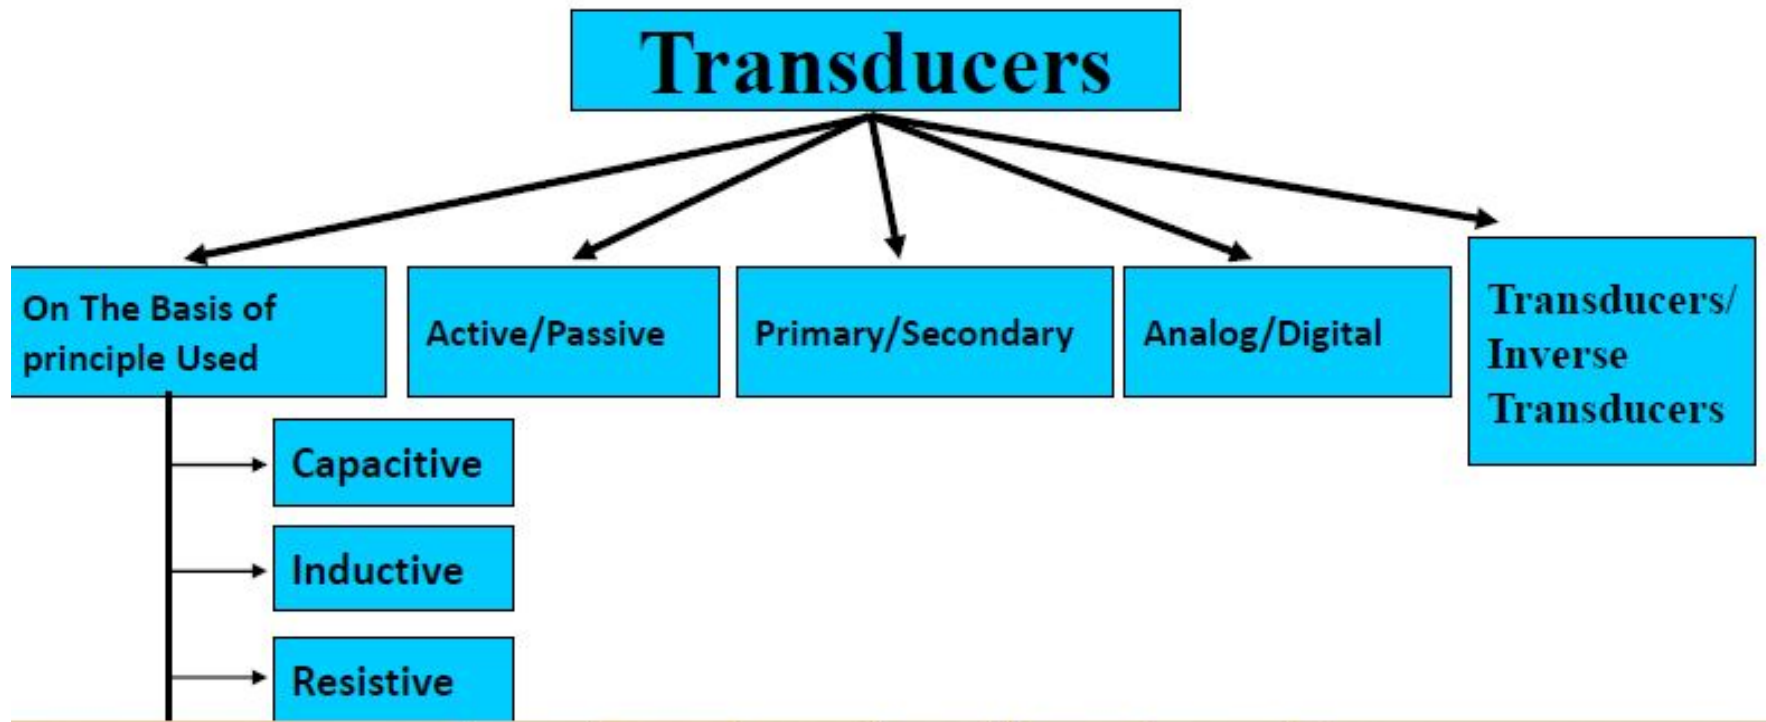 Transducers
On The Basis of
principle Used
Active/Passive
Primary/Secondary
Analog/Digital
Transducers/
Inverse
Transducers
Capacitive
Inductive
Resistive